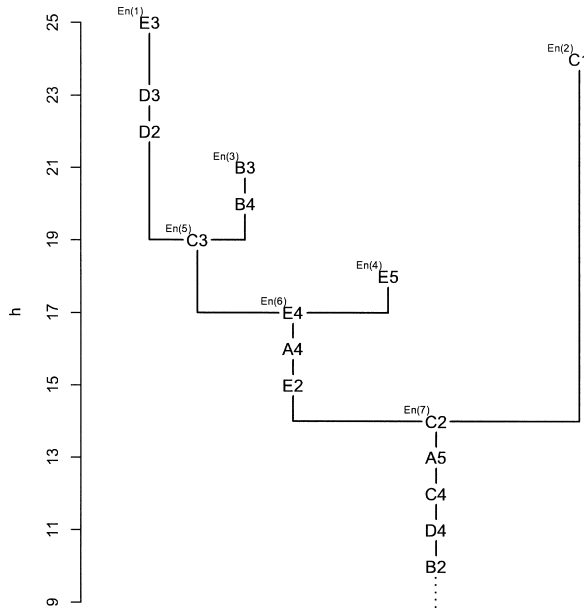 25
En(1) E3
En(2) C1
23
D3
D2
21
En(3) B3
B4
19
En(5) C3
En(4) E5
17
En(6) E4
A4
15
E2
En(7) C2
13
A5
C4
11
D4
B2
9
h